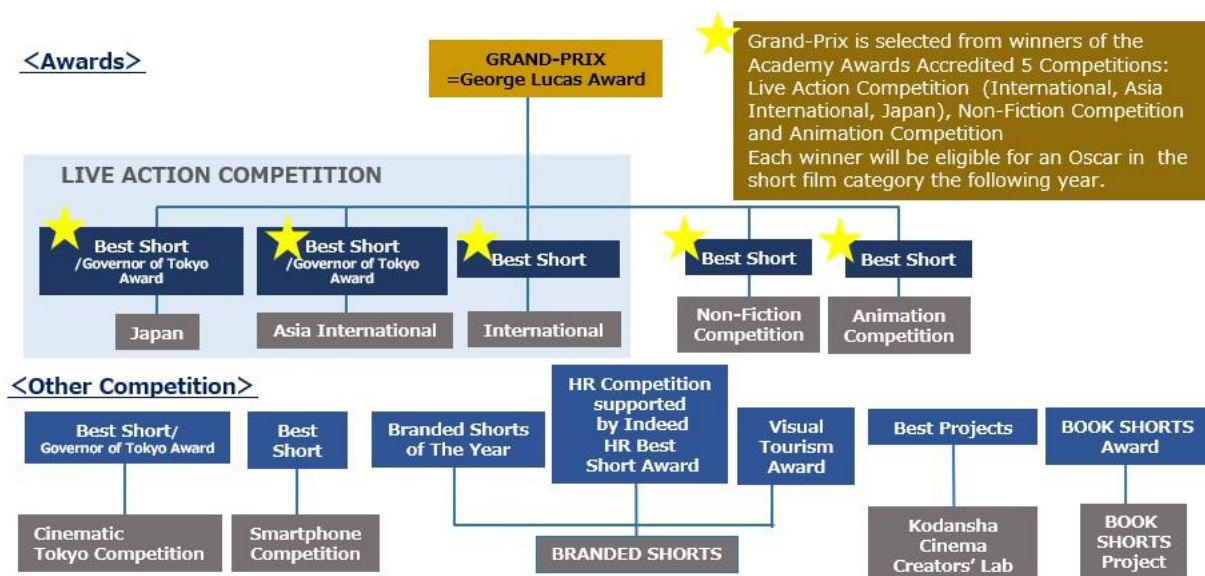 <Awards>
GRAND-PRIX
=George Lucas Award
Grand-Prix is selected from winners of the
Academy Awards Accredited 5 Competitions:
Live Action Competition (International, Asia
International, Japan), Non-Fiction Competition
and Animation Competition
Each winner will be eligible for an Oscar in the
short film category the following year.
LIVE ACTION COMPETITION
Best Short
/Governor of Tokyo
Award
Japan
Best Short
/Governor of Tokyo
Award
Asia International
Best Short
International
Best Short
Non-Fiction
Competition
Best Short
Animation
Competition
<Other Competition>
Best Short/
Governor of Tokyo Award
Cinematic
Tokyo Competition
Best
Short
Smartphone
Competition
Branded Shorts
of The Year
HR Competition
supported
by Indeed
HR Best
Short Award
Visual
Tourism
Award
BRANDED SHORTS
Best Projects
Kodansha
Cinema
Creators' Lab
BOOK SHORTS
Award
BOOK
SHORTS
Project